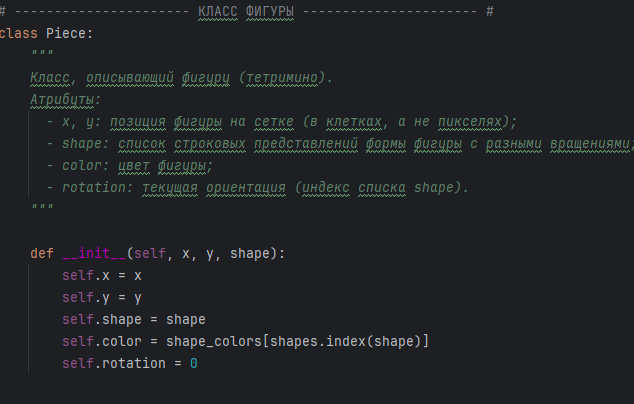 # ---------------------- КЛАСС ФИГУРЫ ---------------------- #
class Piece:
    """
    Класс, описывающий фигуру (тетримино).
    Атрибуты:
      - x, y: позиция фигуры на сетке (в клетках, а не пикселях);
      - shape: список строковых представлений формы фигуры с разными вращениями;
      - color: цвет фигуры;
      - rotation: текущая ориентация (индекс списка shape).
    """
    def __init__(self, x, y, shape):
        self.x = x
        self.y = y
        self.shape = shape
        self.color = shape_colors[shapes.index(shape)]
        self.rotation = 0